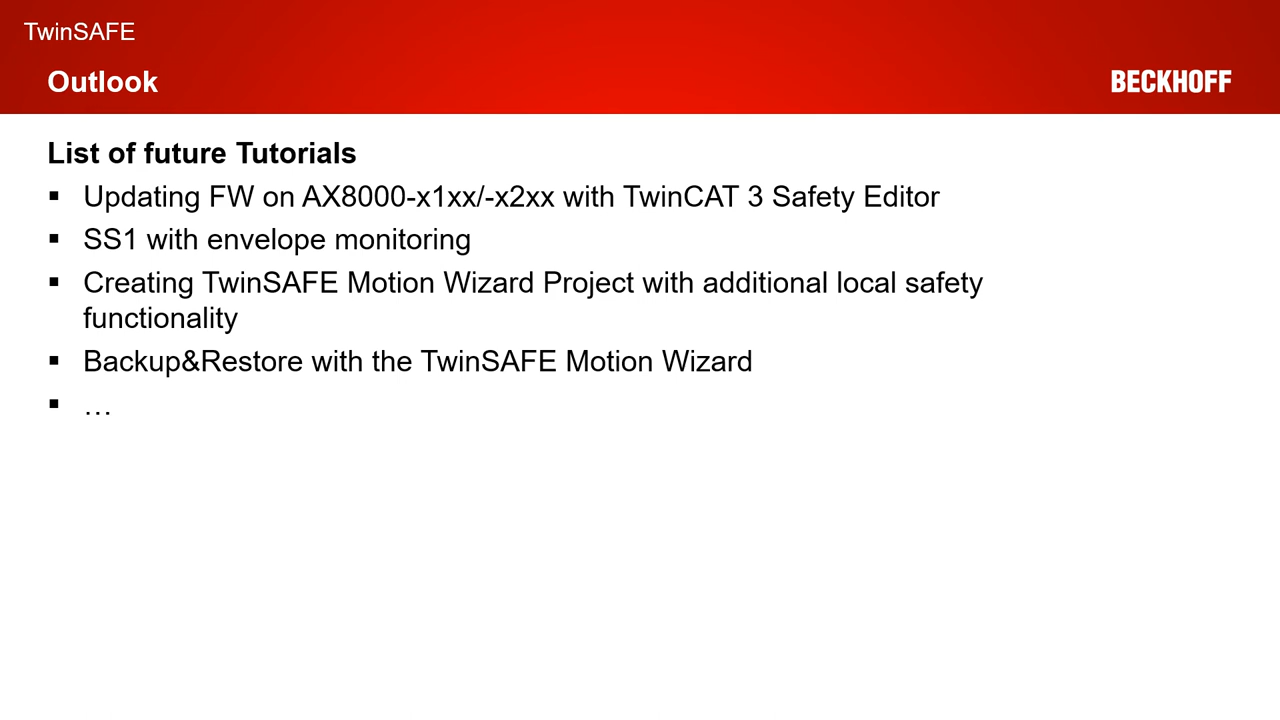 TwinSAFE
Outlook
BECKHOFF
List of future Tutorials
▪ Updating FW on AX8000-x1xx/-x2xx with TwinCAT 3 Safety Editor
▪ SS1 with envelope monitoring
▪ Creating TwinSAFE Motion Wizard Project with additional local safety
functionality
▪ Backup&Restore with the TwinSAFE Motion Wizard
▪ …